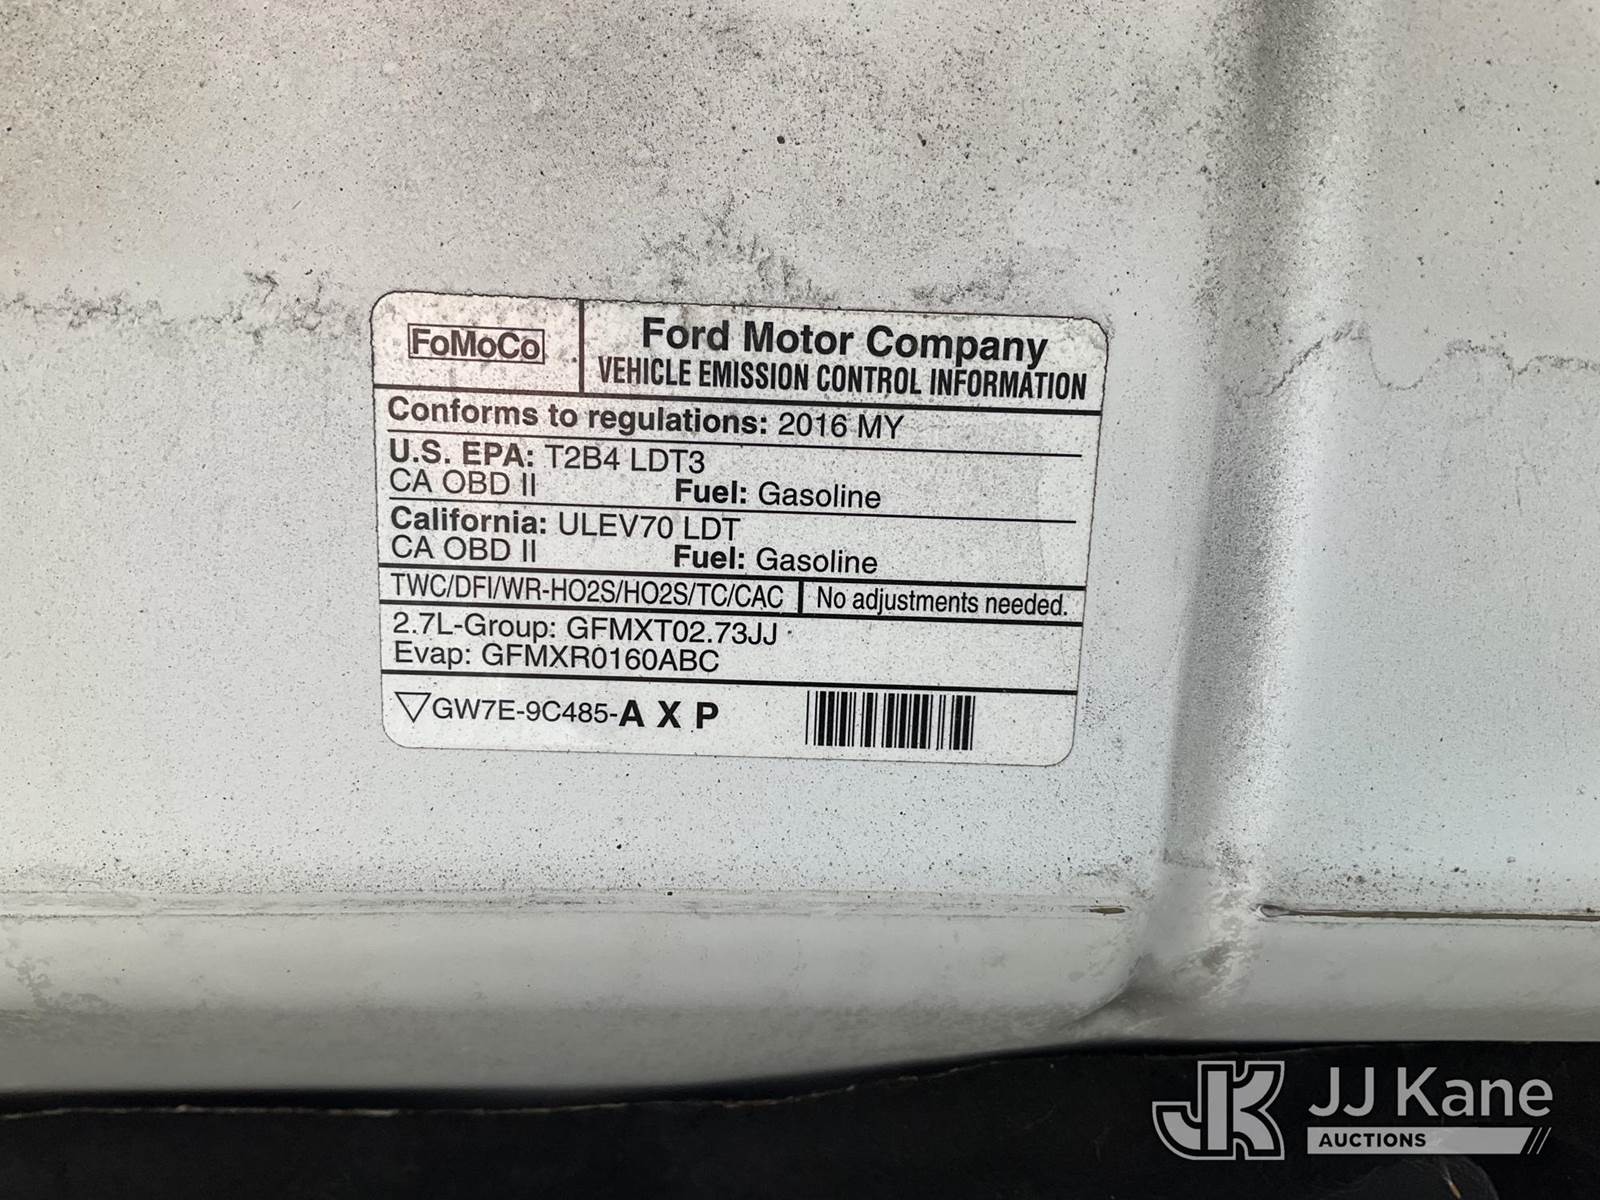 FoMoCo
Ford Motor Company
VEHICLE EMISSION CONTROL INFORMATION
Conforms to regulations: 2016 MY
U.S. EPA: T2B4 LDT3
CA OBD II Fuel: Gasoline
California: ULEV70 LDT
CA OBD II Fuel: Gasoline
TWC/DFI/WR-HO2S/HO2S/TC/CAC No adjustments needed.
2.7L-Group: GFMXT02.73JJ
Evap: GFMXR0160ABC
GW7E-9C485-A X P
JK JJ Kane
AUCTIONS